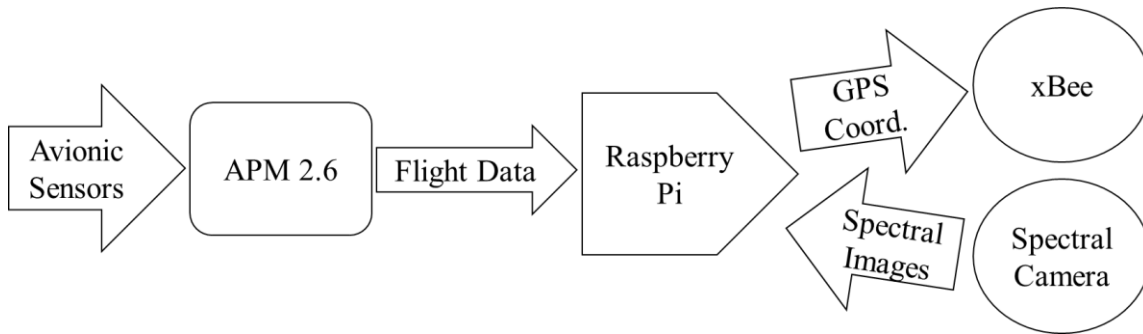 Avionic
Sensors
APM 2.6
Flight Data
Raspberry
Pi
GPS
Coord.
xBee
Spectral
Images
Spectral
Camera